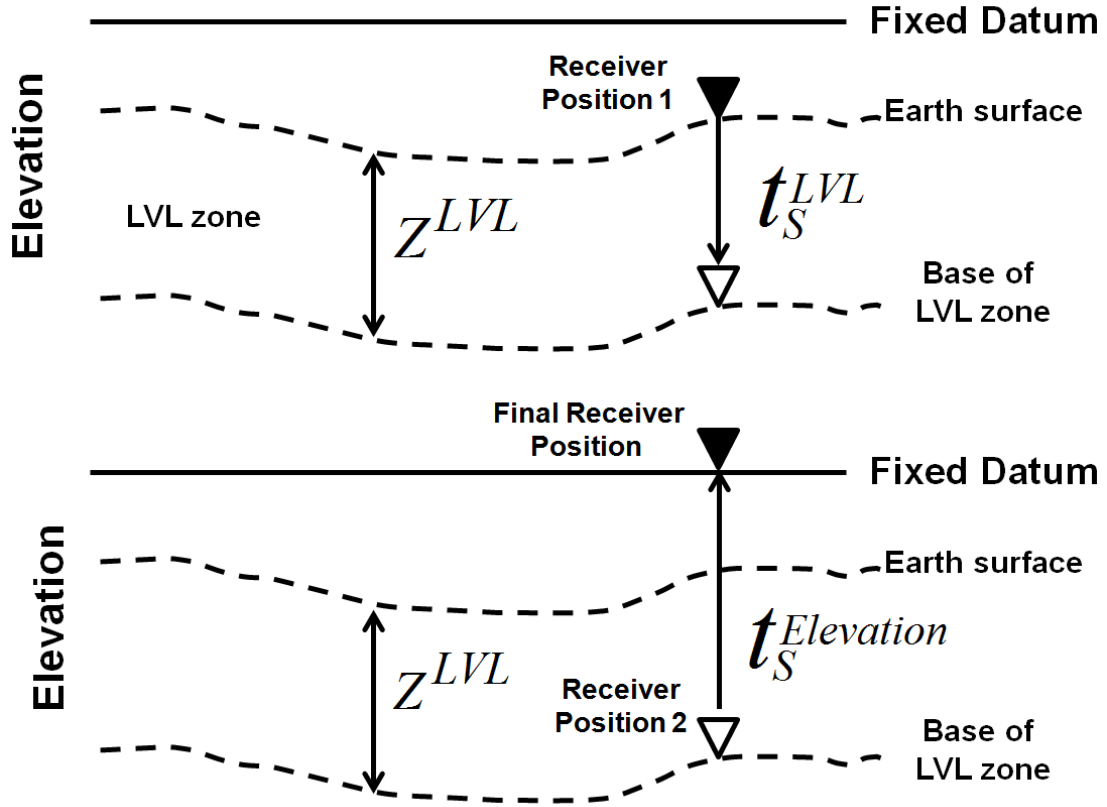 Fixed Datum
Elevation
Receiver
Position 1
Earth surface
LVL zone
Z^LVL
t_S^LVL
Base of
LVL zone
Final Receiver
Position
Fixed Datum
Elevation
Earth surface
Z^LVL
t_S^Elevation
Receiver
Position 2
Base of
LVL zone